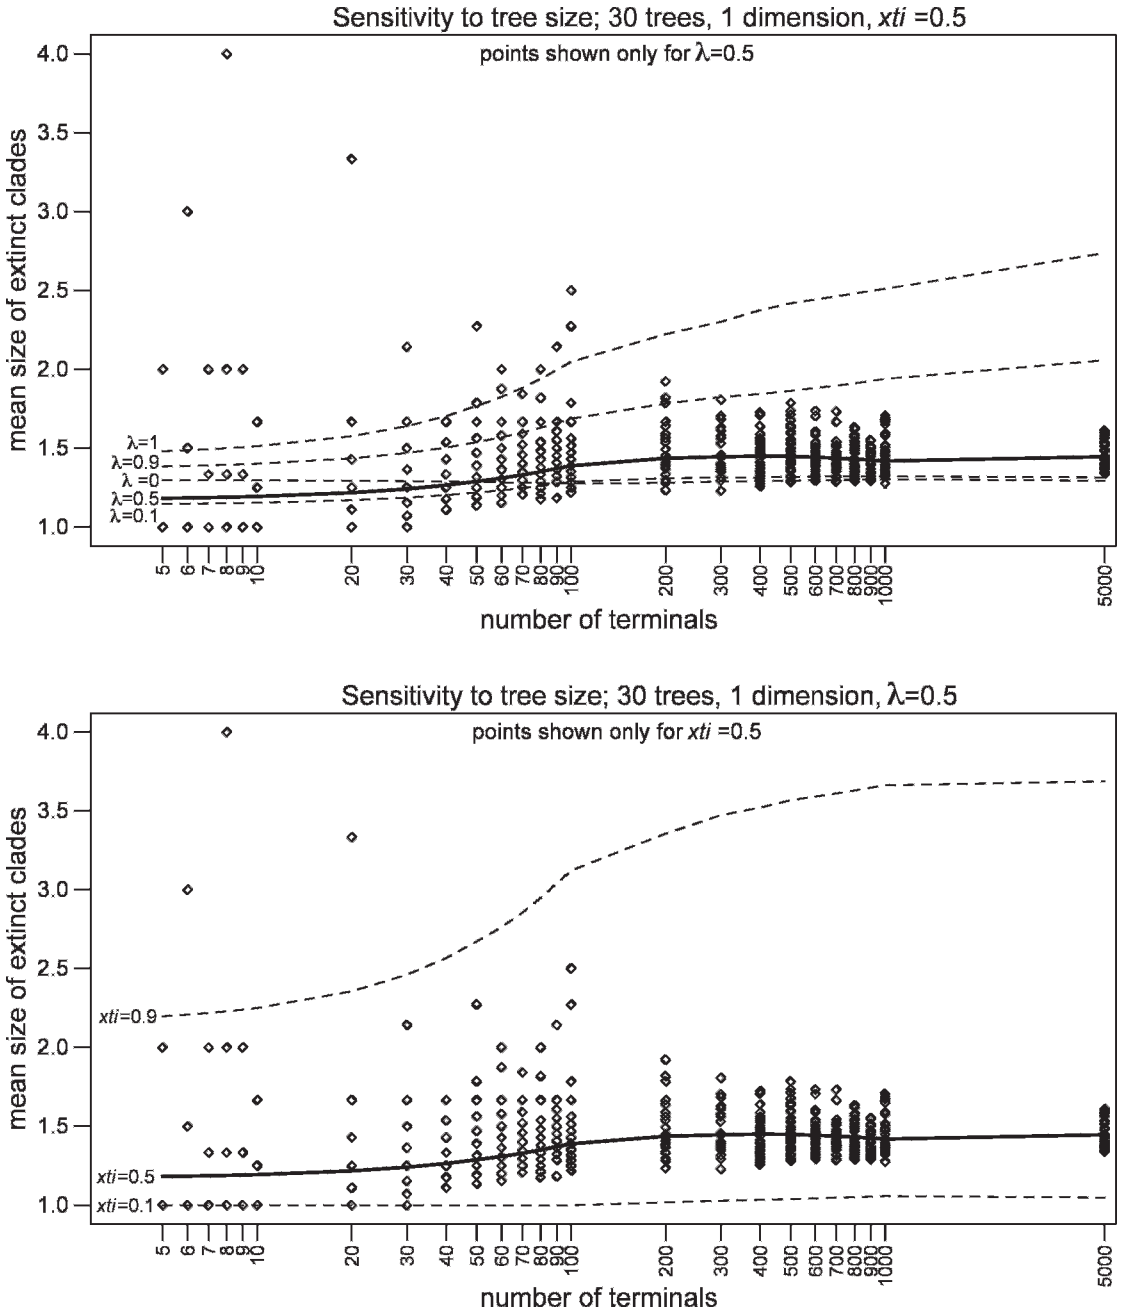 Sensitivity to tree size; 30 trees, 1 dimension, xti =0.5
points shown only for λ=0.5
mean size of extinct clades
4.0
3.5
3.0
2.5
2.0
1.5
1.0
λ=1
λ=0.9
λ=0
λ=0.5
λ=0.1
5 6 7 8 9 10 20 30 40 50 60 70 80 90 100 200 300 400 500 600 700 800 900 1000 5000
number of terminals
Sensitivity to tree size; 30 trees, 1 dimension, λ=0.5
points shown only for xti =0.5
mean size of extinct clades
4.0
3.5
3.0
2.5
2.0
1.5
1.0
xti=0.9
xti=0.5
xti=0.1
5 6 7 8 9 10 20 30 40 50 60 70 80 90 100 200 300 400 500 600 700 800 900 1000 5000
number of terminals